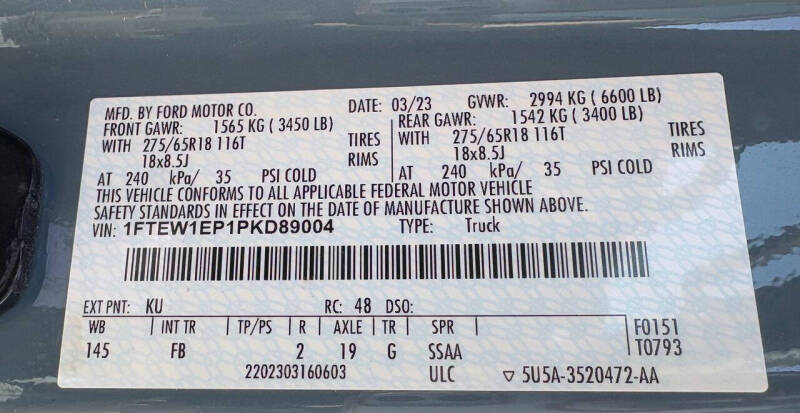 MFD. BY FORD MOTOR CO. DATE: 03/23 GVWR: 2994 KG ( 6600 LB)
FRONT GAWR: 1565 KG ( 3450 LB) REAR GAWR: 1542 KG ( 3400 LB)
WITH 275/65R18 116T TIRES WITH 275/65R18 116T TIRES
18x8.5J RIMS 18x8.5J RIMS
AT 240 kPa/ 35 PSI COLD AT 240 kPa/ 35 PSI COLD
THIS VEHICLE CONFORMS TO ALL APPLICABLE FEDERAL MOTOR VEHICLE
SAFETY STANDARDS IN EFFECT ON THE DATE OF MANUFACTURE SHOWN ABOVE.
VIN: 1FTEW1EP1PKD89004 TYPE: Truck
EXT PNT: KU RC: 48 DSO:
WB INT TR TP/PS R AXLE TR SPR F0151
145 FB 2 19 G SSAA T0793
2202303160603 ULC ▽ 5U5A-3520472-AA